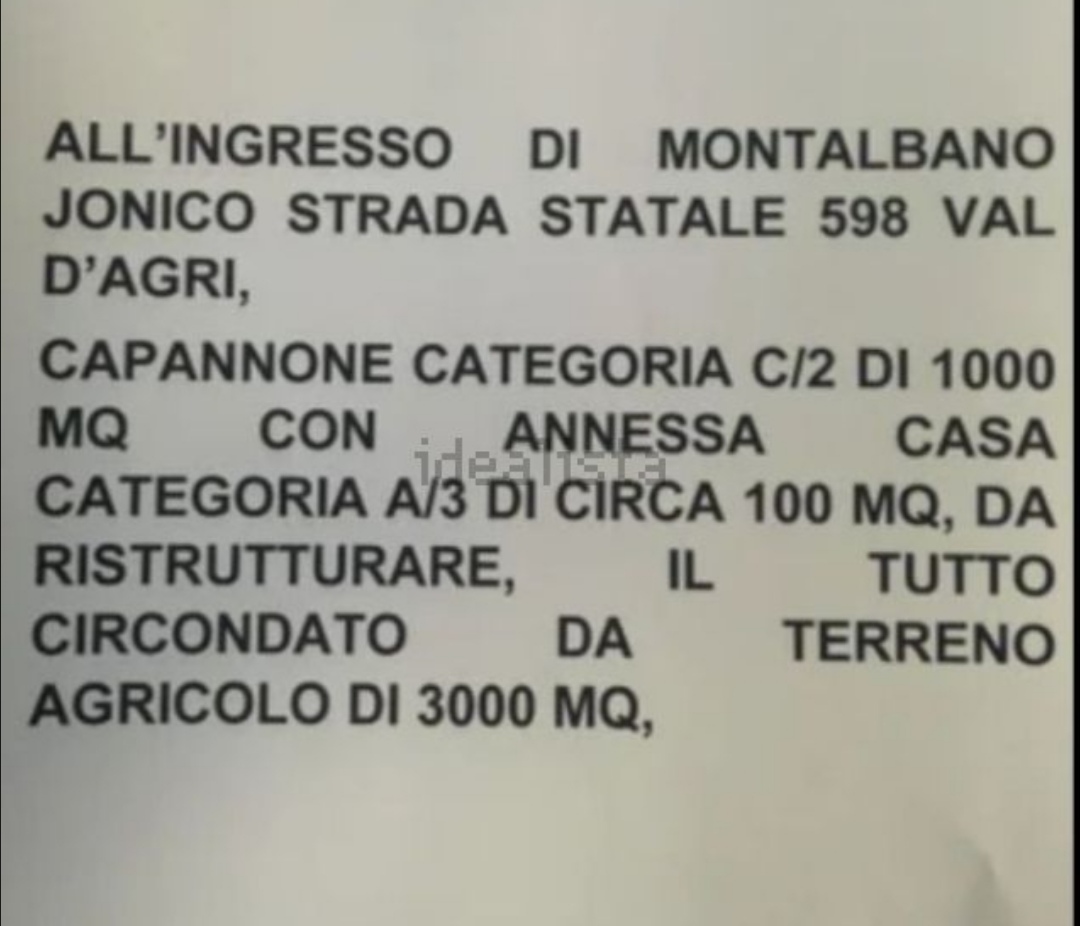 ALL’INGRESSO DI MONTALBANO
JONICO STRADA STATALE 598 VAL
D’AGRI,
CAPANNONE CATEGORIA C/2 DI 1000
MQ CON ANNESSA CASA
idealista
CATEGORIA A/3 DI CIRCA 100 MQ, DA
RISTRUTTURARE, IL TUTTO
CIRCONDATO DA TERRENO
AGRICOLO DI 3000 MQ,